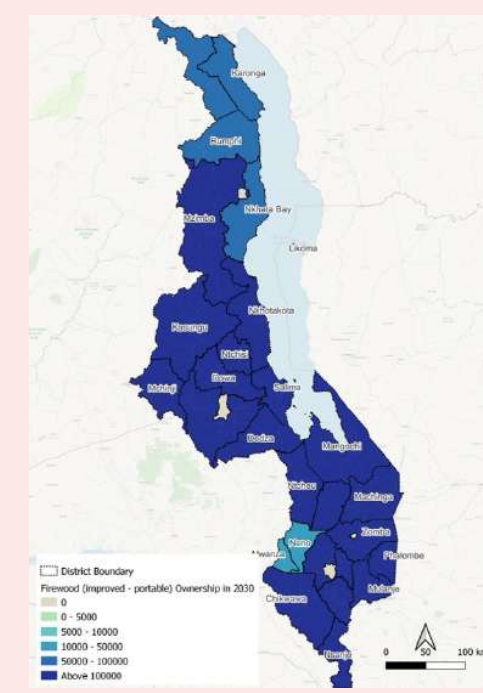 Karonga
Rumphi
Nkhata Bay
Mzimba
Likoma
Nkhotakota
Kasungu
Ntchisi
Dowa
Mchinji
Salima
Dedza
Mangochi
Ntcheu
Machinga
Zomba
Neno
Mwanza
Phalombe
Mulanje
Chikwawa
Nsanje
District Boundary
Firewood (improved - portable) Ownership in 2030
0
0 - 5000
5000 - 10000
10000 - 50000
50000 - 100000
Above 100000
0 50 100 km